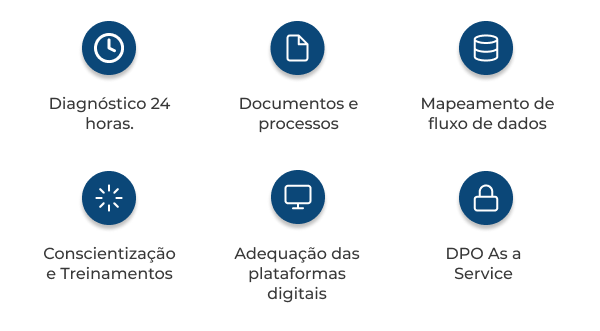 Diagnóstico 24
horas.
Documentos e
processos
Mapeamento de
fluxo de dados
Conscientização
e Treinamentos
Adequação das
plataformas
digitais
DPO As a
Service